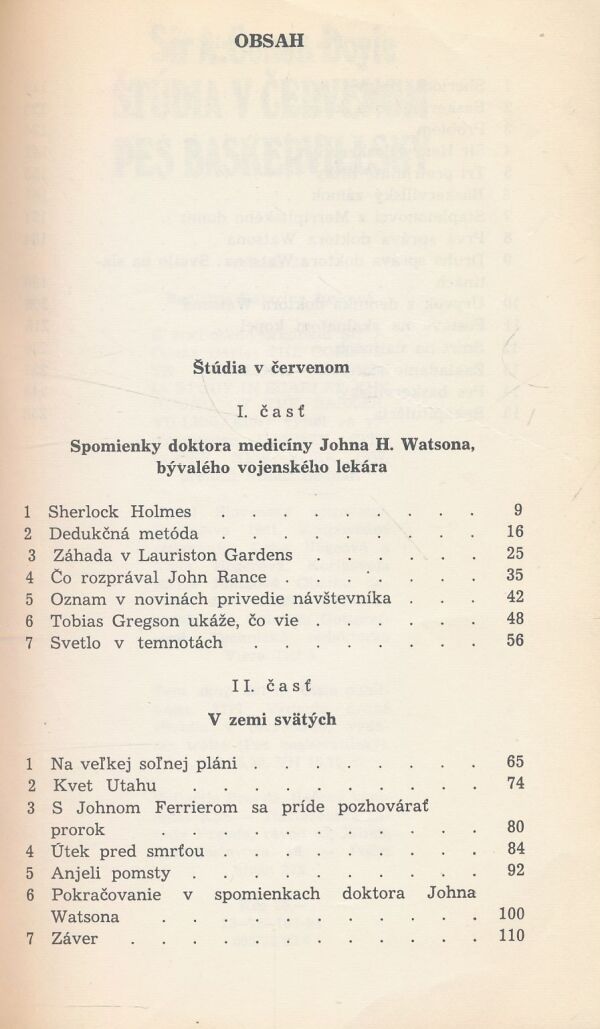 OBSAH
Štúdia v červenom
I. časť
Spomienky doktora medicíny Johna H. Watsona,
bývalého vojenského lekára
1 Sherlock Holmes . . . . . . . . . 9
2 Dedukčná metóda . . . . . . . . . 16
3 Záhada v Lauriston Gardens . . . . . . 25
4 Čo rozprával John Rance . . . . . . . 35
5 Oznam v novinách privedie návštevníka . . . 42
6 Tobias Gregson ukáže, čo vie . . . . . . 48
7 Svetlo v temnotách . . . . . . . . 56
II. časť
V zemi svätých
1 Na veľkej soľnej pláni . . . . . . . . 65
2 Kvet Utahu . . . . . . . . . . 74
3 S Johnom Ferrierom sa príde pozhovárať
prorok . . . . . . . . . . . 80
4 Útek pred smrťou . . . . . . . . . 84
5 Anjeli pomsty . . . . . . . . . . 92
6 Pokračovanie v spomienkach doktora Johna
Watsona . . . . . . . . . . . 100
7 Záver . . . . . . . . . . . . 110